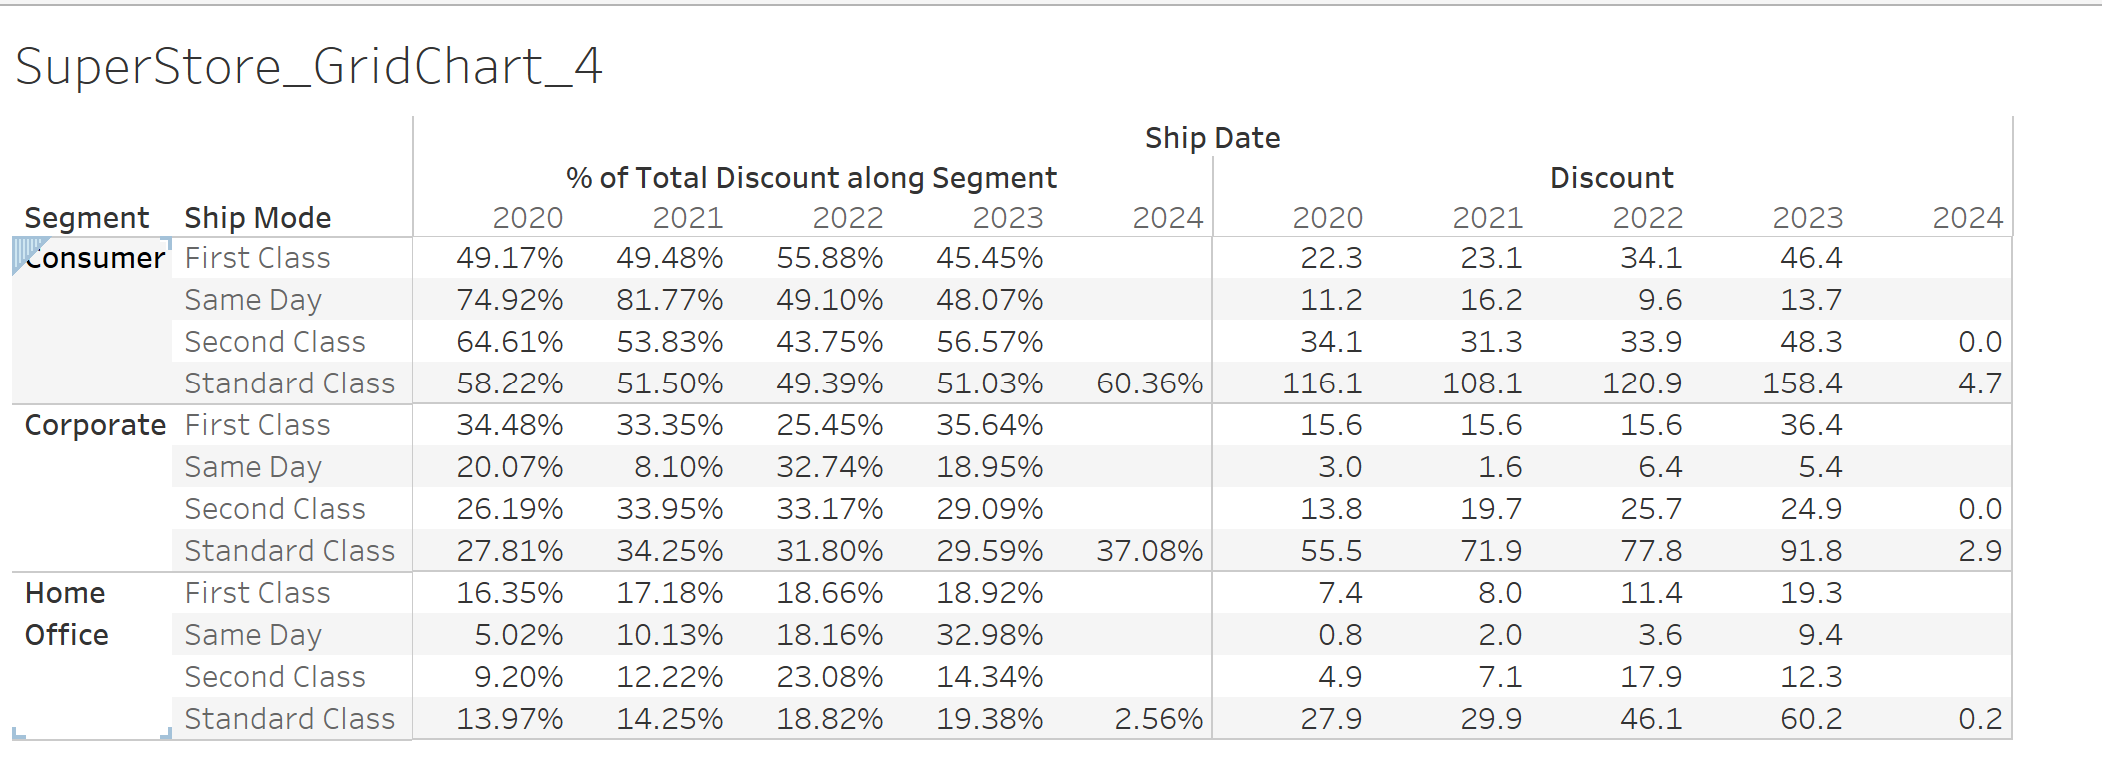 SuperStore_GridChart_4
Ship Date
% of Total Discount along Segment Discount
Segment Ship Mode 2020 2021 2022 2023 2024 2020 2021 2022 2023 2024
Consumer First Class 49.17% 49.48% 55.88% 45.45% 22.3 23.1 34.1 46.4
Same Day 74.92% 81.77% 49.10% 48.07% 11.2 16.2 9.6 13.7
Second Class 64.61% 53.83% 43.75% 56.57% 34.1 31.3 33.9 48.3 0.0
Standard Class 58.22% 51.50% 49.39% 51.03% 60.36% 116.1 108.1 120.9 158.4 4.7
Corporate First Class 34.48% 33.35% 25.45% 35.64% 15.6 15.6 15.6 36.4
Same Day 20.07% 8.10% 32.74% 18.95% 3.0 1.6 6.4 5.4
Second Class 26.19% 33.95% 33.17% 29.09% 13.8 19.7 25.7 24.9 0.0
Standard Class 27.81% 34.25% 31.80% 29.59% 37.08% 55.5 71.9 77.8 91.8 2.9
Home First Class 16.35% 17.18% 18.66% 18.92% 7.4 8.0 11.4 19.3
Office Same Day 5.02% 10.13% 18.16% 32.98% 0.8 2.0 3.6 9.4
Second Class 9.20% 12.22% 23.08% 14.34% 4.9 7.1 17.9 12.3
Standard Class 13.97% 14.25% 18.82% 19.38% 2.56% 27.9 29.9 46.1 60.2 0.2